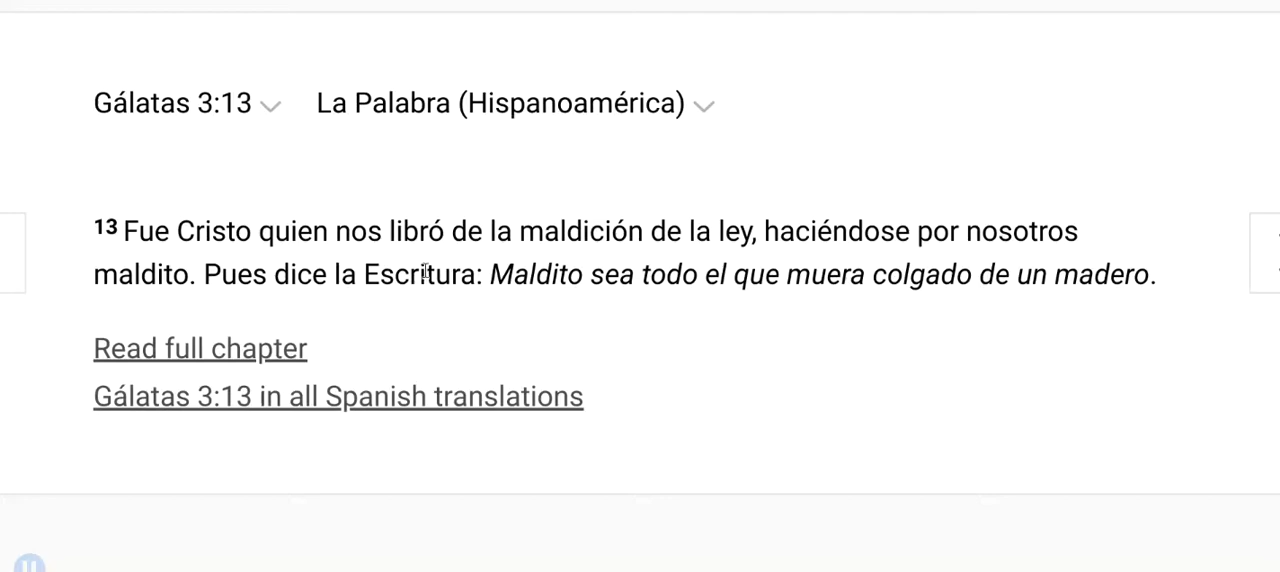 Gálatas 3:13 La Palabra (Hispanoamérica)
13 Fue Cristo quien nos libró de la maldición de la ley, haciéndose por nosotros
maldito. Pues dice la Escritura: Maldito sea todo el que muera colgado de un madero.
Read full chapter
Gálatas 3:13 in all Spanish translations